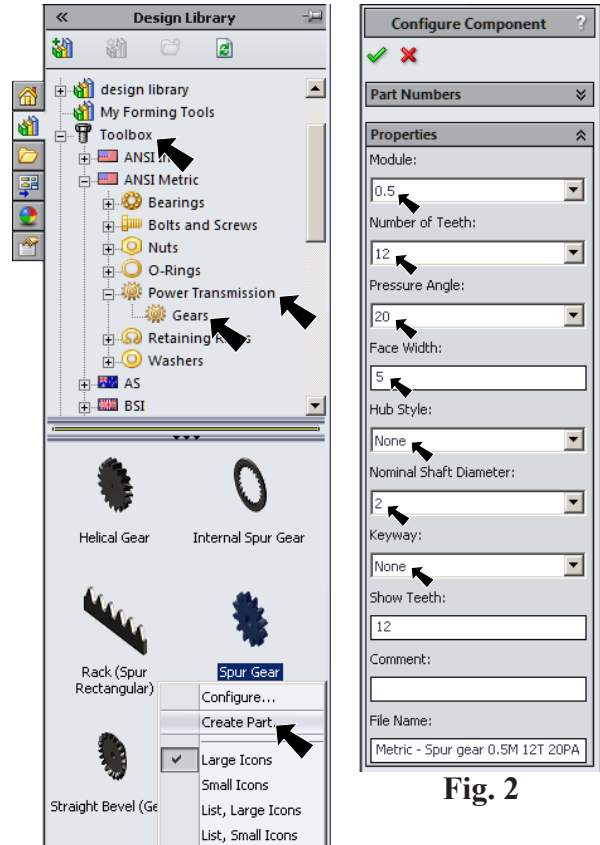 Design Library
design library
My Forming Tools
Toolbox
ANSI
ANSI Metric
Bearings
Bolts and Screws
Nuts
O-Rings
Power Transmission
Gears
Retaining
Washers
AS
BSI
Helical Gear
Internal Spur Gear
Rack (Spur
Rectangular)
Spur Gear
Configure...
Create Part
Large Icons
Small Icons
List, Large Icons
List, Small Icons
Straight Bevel (Ge
Configure Component
?
Part Numbers
Properties
Module:
0.5
Number of Teeth:
12
Pressure Angle:
20
Face Width:
5
Hub Style:
None
Nominal Shaft Diameter:
2
Keyway:
None
Show Teeth:
12
Comment:
File Name:
Metric - Spur gear 0.5M 12T 20PA
Fig. 2